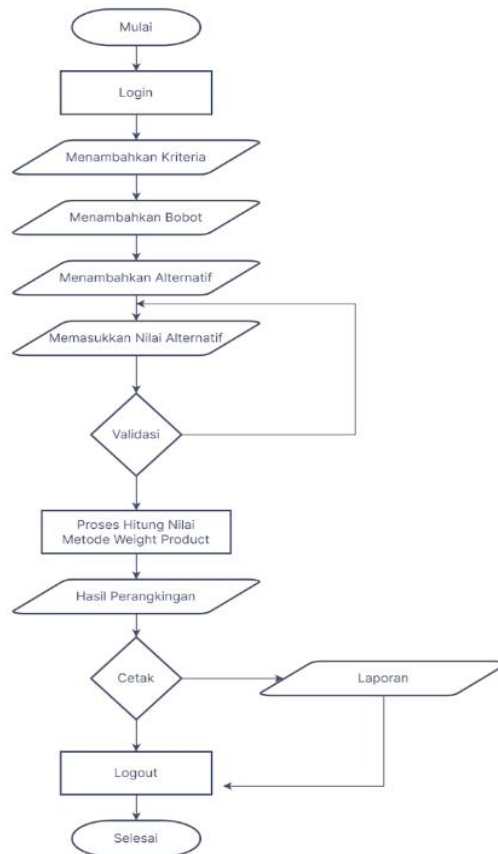 Mulai
Login
Menambahkan Kriteria
Menambahkan Bobot
Menambahkan Alternatif
Memasukkan Nilai Alternatif
Validasi
Proses Hitung Nilai
Metode Weight Product
Hasil Perangkingan
Cetak
Laporan
Logout
Selesai